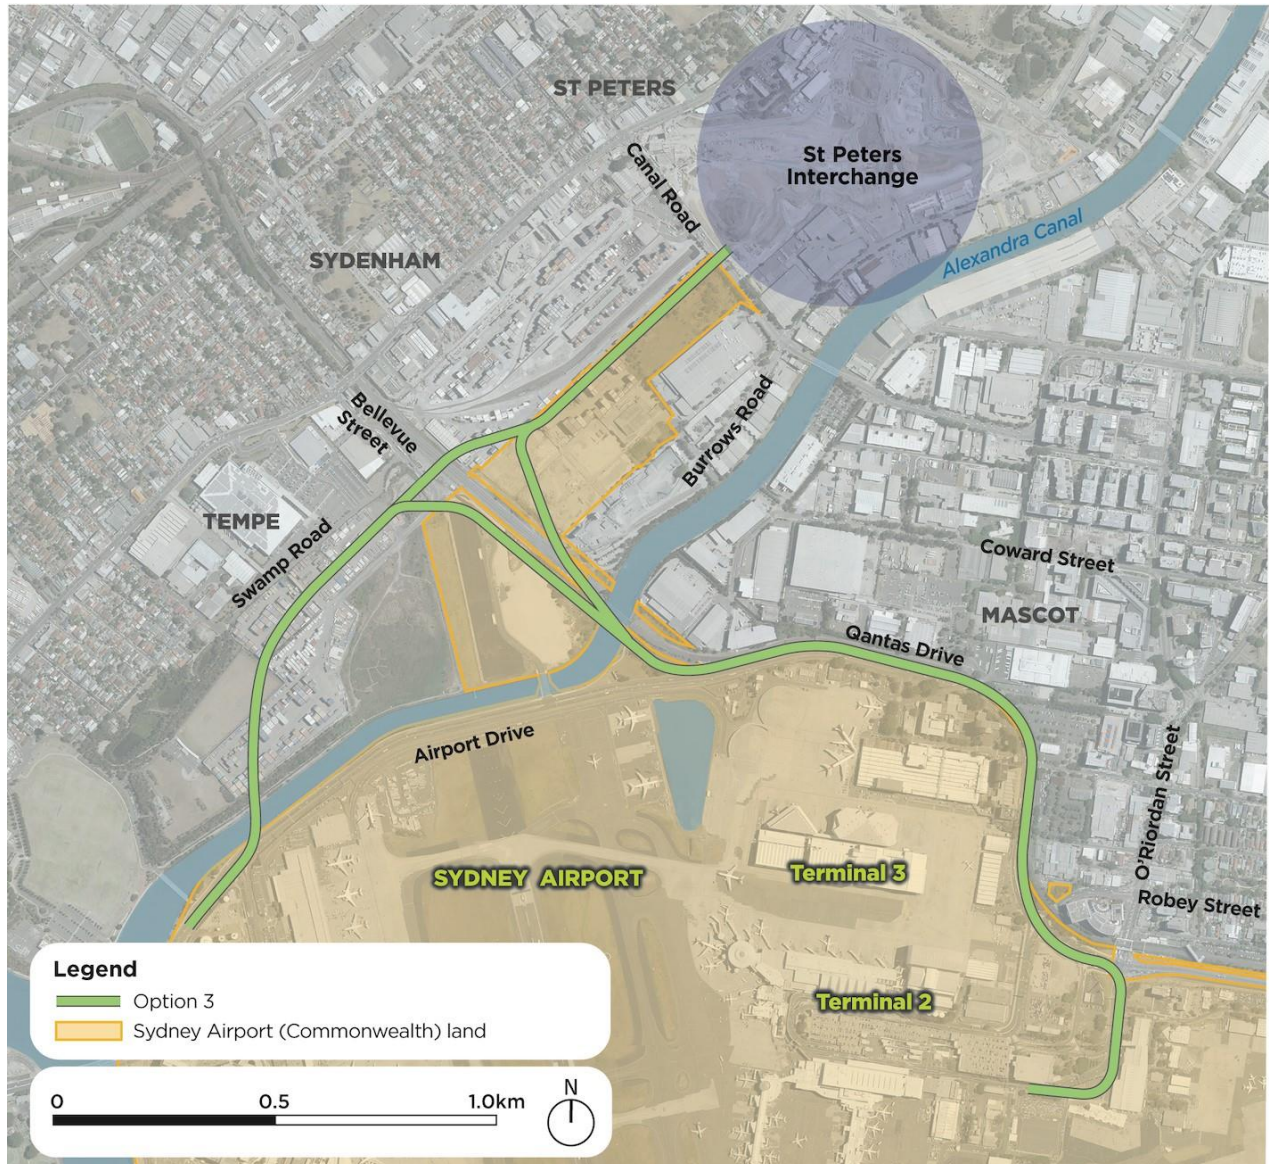 ST PETERS
St Peters
Interchange
Canal Road
Alexandra Canal
SYDENHAM
Bellevue
Street
Burrows Road
TEMPE
Swamp Road
Coward Street
MASCOT
Qantas Drive
Airport Drive
O'Riordan Street
SYDNEY AIRPORT
Terminal 3
Robey Street
Terminal 2
Legend
Option 3
Sydney Airport (Commonwealth) land
0 0.5 1.0km
N